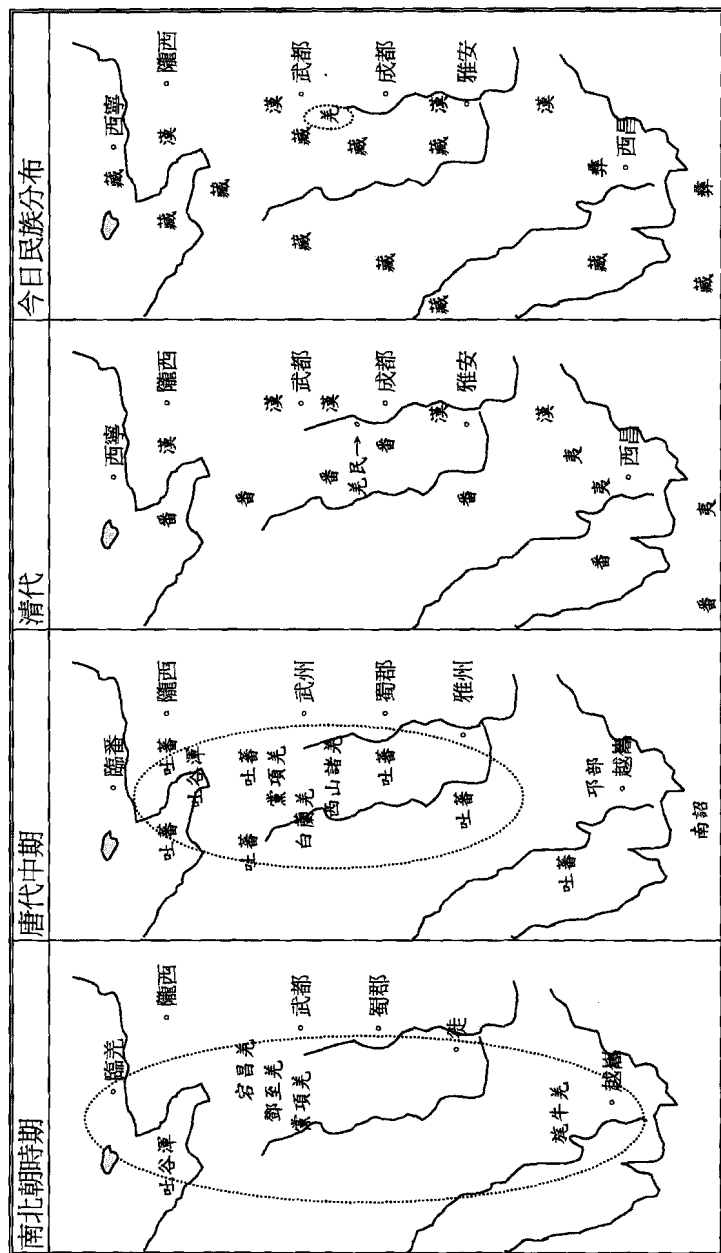 南北朝時期
臨羌
隴西
吐谷渾
宕昌羌
鄧至羌
黨項羌
武都
蜀郡
徙
旄牛羌
越嶲
唐代中期
臨番
隴西
吐蕃
吐蕃
吐谷渾
吐蕃
吐蕃
黨項羌
白蘭羌
西山諸羌
武州
蜀郡
吐蕃
雅州
吐蕃
吐蕃
邛部
越嶲
南詔
清代
西寧
隴西
漢
番
番
漢
武都
漢
番
羌民→
番
成都
漢
雅安
番
漢
夷
夷
西昌
番
夷
番
今日民族分布
西寧
藏
隴西
漢
藏
藏
漢
武都
羌
藏
藏
成都
藏
藏
漢
雅安
藏
藏
漢
彝
西昌
藏
彝
藏